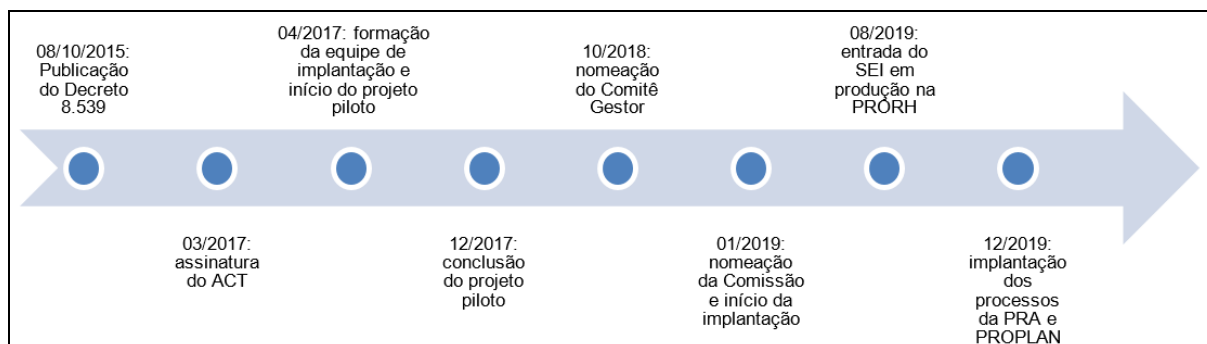 08/10/2015:
Publicação
do Decreto
8.539
03/2017:
assinatura
do ACT
04/2017: formação
da equipe de
implantação e
início do projeto
piloto
12/2017:
conclusão
do projeto
piloto
10/2018:
nomeação
do Comitê
Gestor
01/2019:
nomeação
da Comissão
e início da
implantação
08/2019:
entrada do
SEI em
produção na
PRORH
12/2019:
implantação
dos
processos
da PRA e
PROPLAN